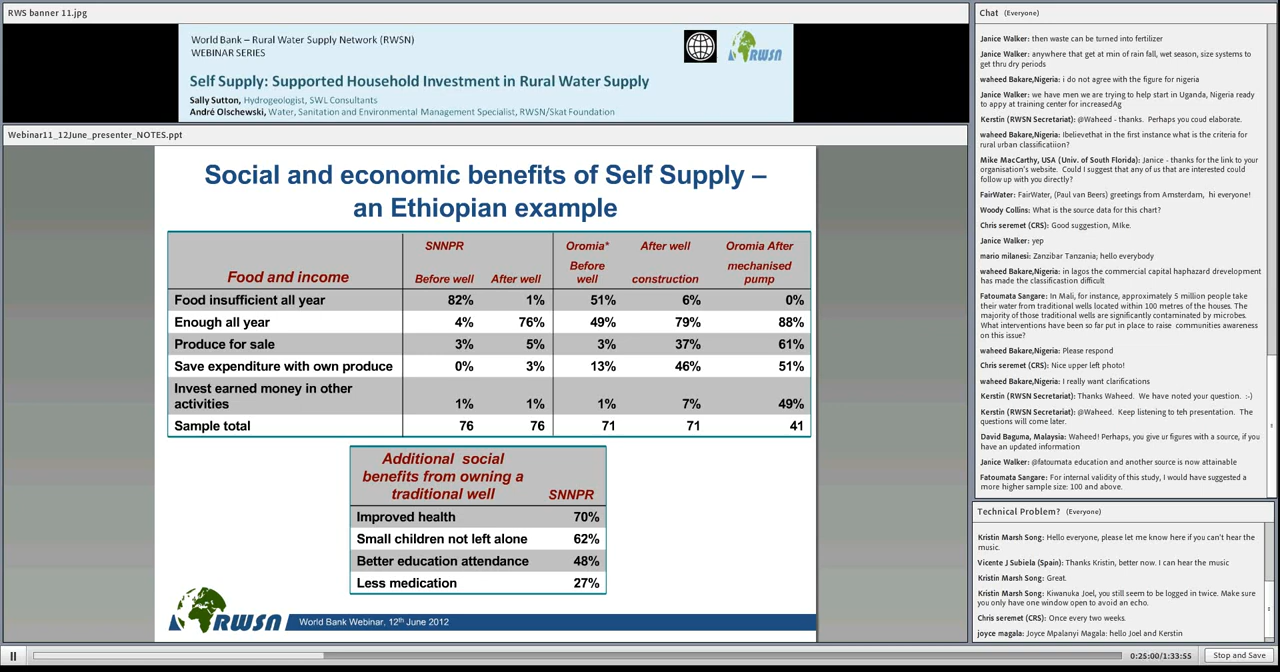 RWS banner 11.jpg
World Bank – Rural Water Supply Network (RWSN)
WEBINAR SERIES
RWSN
Self Supply: Supported Household Investment in Rural Water Supply
Sally Sutton, Hydrogeologist, SWL Consultants
André Olschewski, Water, Sanitation and Environmental Management Specialist, RWSN/Skat Foundation
Webinar11_12June_presenter_NOTES.ppt
Social and economic benefits of Self Supply –
an Ethiopian example
Food and income
SNNPR
Before well After well
Oromia* Before well
After well construction
Oromia After mechanised pump
Food insufficient all year 82% 1% 51% 6% 0%
Enough all year 4% 76% 49% 79% 88%
Produce for sale 3% 5% 3% 37% 61%
Save expenditure with own produce 0% 3% 13% 46% 51%
Invest earned money in other
activities 1% 1% 1% 7% 49%
Sample total 76 76 71 71 41
Additional social
benefits from owning a
traditional well SNNPR
Improved health 70%
Small children not left alone 62%
Better education attendance 48%
Less medication 27%
RWSN
World Bank Webinar, 12th June 2012
Chat (Everyone)
Janice Walker: then waste can be turned into fertilizer
Janice Walker: anywhere that get at min of rain fall, wet season, size systems to
get thru dry periods
waheed Bakare,Nigeria: i do not agree with the figure for nigeria
Janice Walker: we have men we are trying to help start in Uganda, Nigeria ready
to appy at training center for increasedAg
Kerstin (RWSN Secretariat): @Waheed - thanks. Perhaps you coud elaborate.
waheed Bakare,Nigeria: Ibelievethat in the first instance what is the criteria for
rural urban classificatiion?
Mike MacCarthy, USA (Univ. of South Florida): Janice - thanks for the link to your
organisation's website. Could I suggest that any of us that are interested could
follow up with you directly?
FairWater: FairWater, (Paul van Beers) greetings from Amsterdam, hi everyone!
Woody Collins: What is the source data for this chart?
Chris seremet (CRS): Good suggestion, MIke.
Janice Walker: yep
mario milanesi: Zanzibar Tanzania; hello everybody
waheed Bakare,Nigeria: in lagos the commercial capital haphazard drevelopment
has made the classification difficult
Fatoumata Sangare: In Mali, for instance, approximately 5 million people take
their water from traditional wells located within 100 metres of the houses. The
majority of those traditional wells are significantly contaminated by microbes.
What interventions have been so far put in place to raise communities awareness
on this issue?
waheed Bakare,Nigeria: Please respond
Chris seremet (CRS): Nice upper left photo!
waheed Bakare,Nigeria: I really want clarifications
Kerstin (RWSN Secretariat): Thanks Waheed. We have noted your question. :-)
Kerstin (RWSN Secretariat): @Waheed. Keep listening to teh presentation. The
questions will come later.
David Baguma, Malaysia: Waheed! Perhaps, you give ur figures with a source, if you
have an updated information
Janice Walker: @fatoumata education and another source is now attainable
Fatoumata Sangare: For internal validity of this study, I would have suggested a
more higher sample size: 100 and above.
Technical Problem? (Everyone)
Kristin Marsh Song: Hello everyone, please let me know here if you can't hear the
music.
Vicente J Subiela (Spain): Thanks Kristin, better now. I can hear the music
Kristin Marsh Song: Great.
Kristin Marsh Song: Kiwanuka Joel, you still seem to be logged in twice. Make sure
you only have one window open to avoid an echo.
Chris seremet (CRS): Once every two weeks.
joyce magala: Joyce Mpalanyi Magala: hello Joel and Kerstin
0:25:00/1:33:55
Stop and Save